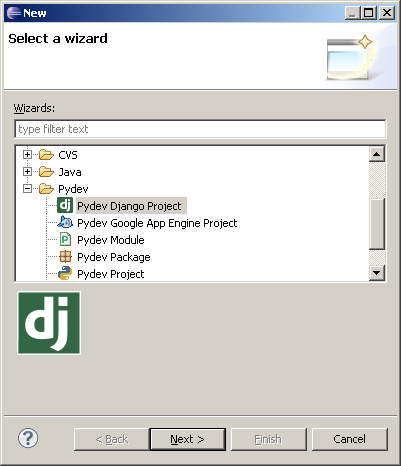 New
Select a wizard
Wizards:
type filter text
CVS
Java
Pydev
dj Pydev Django Project
Pydev Google App Engine Project
P Pydev Module
Pydev Package
Pydev Project
dj
? < Back Next > Finish Cancel